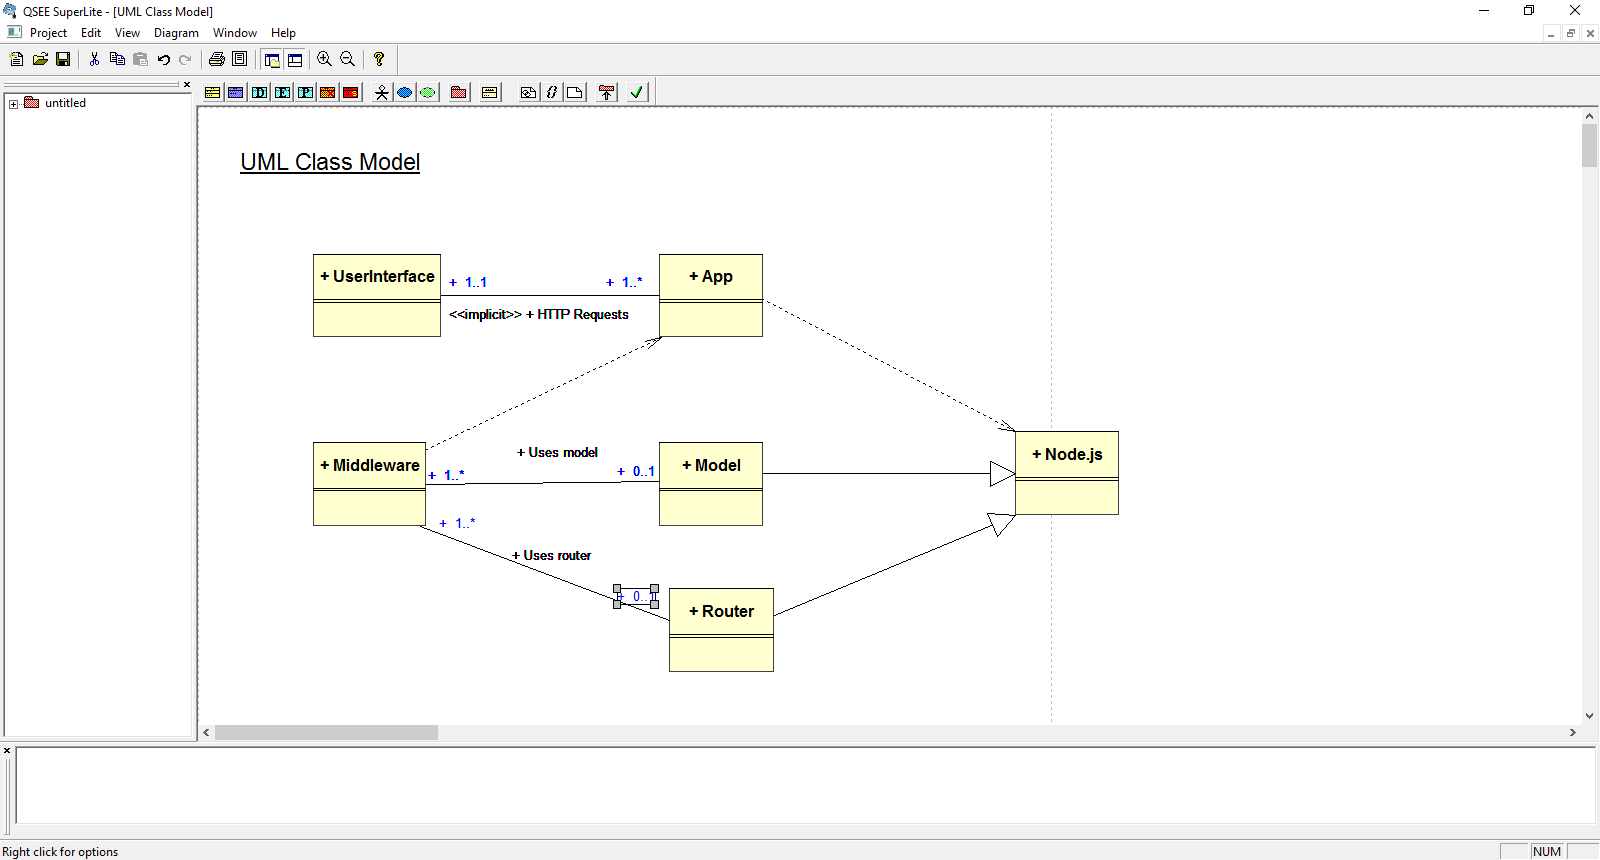 QSEE SuperLite - [UML Class Model]
Project Edit View Diagram Window Help
untitled
UML Class Model
+ UserInterface
+ 1..1
+ 1..*
+ App
<<implicit>> + HTTP Requests
+ Middleware
+ 1..*
+ Uses model
+ 0..1
+ Model
+ Node.js
+ 1..*
+ Uses router
+ 0..1
+ Router
Right click for options
NUM